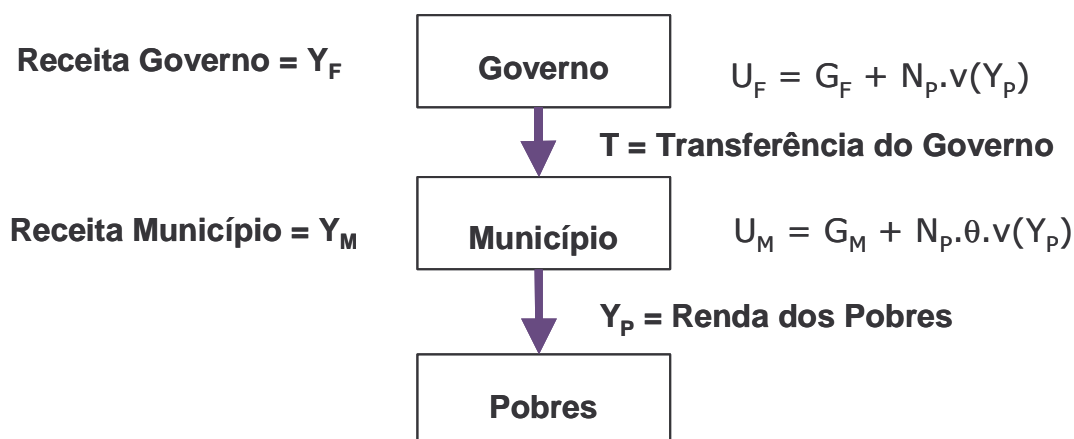 Receita Governo = Y_F
Governo
U_F = G_F + N_P.v(Y_P)
T = Transferência do Governo
Receita Município = Y_M
Município
U_M = G_M + N_P.θ.v(Y_P)
Y_P = Renda dos Pobres
Pobres